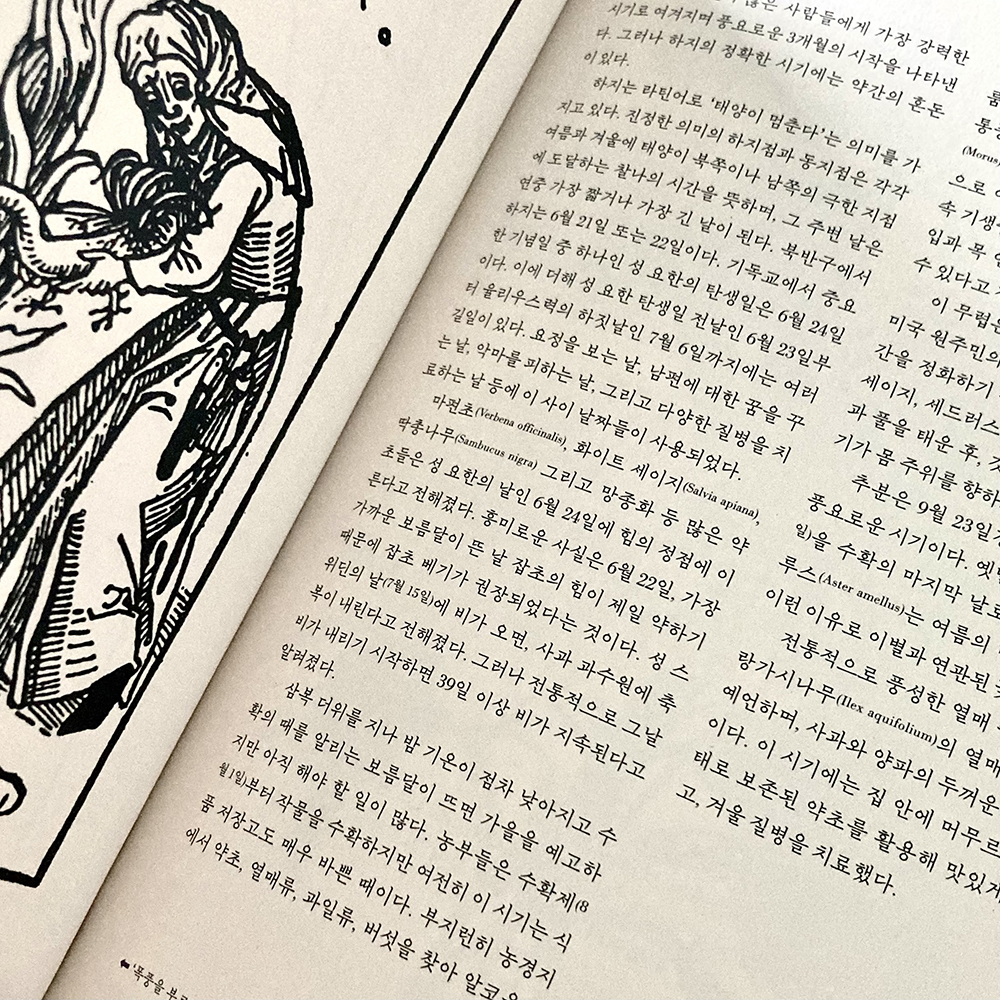 많은 사람들에게 가장 강력한
시기로 여겨지며 풍요로운 3개월의 시작을 나타낸
다. 그러나 하지의 정확한 시기에는 약간의 혼돈
이 있다.
하지는 라틴어로 ‘태양이 멈춘다’는 의미를 가
지고 있다. 진정한 의미의 하지점과 동지점은 각각
여름과 겨울에 태양이 북쪽이나 남쪽의 극한 지점
에 도달하는 찰나의 시간을 뜻하며, 그 주변 날은
연중 가장 짧거나 가장 긴 날이 된다. 북반구에서
하지는 6월 21일 또는 22일이다. 기독교에서 중요
한 기념일 중 하나인 성 요한의 탄생일은 6월 24일
이다. 이에 더해 성 요한 탄생일 전날인 6월 23일부
터 율리우스력의 하짓날인 7월 6일까지에는 여러
길일이 있다. 요정을 보는 날, 남편에 대한 꿈을 꾸
는 날, 악마를 피하는 날, 그리고 다양한 질병을 치
료하는 날 등에 이 사이 날짜들이 사용되었다.
마편초(Verbena officinalis), 화이트 세이지(Salvia apiana),
딱총나무(Sambucus nigra) 그리고 망종화 등 많은 약
초들은 성 요한의 날인 6월 24일에 힘의 정점에 이
른다고 전해졌다. 흥미로운 사실은 6월 22일, 가장
가까운 보름달이 뜬 날 잡초의 힘이 제일 약하기
때문에 잡초 베기가 권장되었다는 것이다. 성 스
위딘의 날(7월 15일)에 비가 오면, 사과 과수원에 축
복이 내린다고 전해졌다. 그러나 전통적으로 그날
비가 내리기 시작하면 39일 이상 비가 지속된다고
알려졌다.
삼복 더위를 지나 밤 기온이 점차 낮아지고 수
확의 때를 알리는 보름달이 뜨면 가을을 예고하
지만 아직 해야 할 일이 많다. 농부들은 수확제(8
월 1일)부터 작물을 수확하지만 여전히 이 시기는 식
품 저장고도 매우 바쁜 때이다. 부지런히 농경지
에서 약초, 열매류, 과일류, 버섯을 찾아 알코
‘폭풍을 부르
통
(Morus)
으로
속 기생
입과 목
수 있다고
이 무렵은
미국 원주민의
간을 정화하기
세이지, 세드러스
과 풀을 태운 후,
기가 몸 주위를 향하
추분은 9월 23일
풍요로운 시기이다. 옛
일)을 수확의 마지막 날로
루스(Aster amellus)는 여름의
이런 이유로 이별과 연관된
전통적으로 풍성한 열매
랑가시나무(Ilex aquifolium)의 열매
예언하며, 사과와 양파의 두꺼운
이다. 이 시기에는 집 안에 머무르
태로 보존된 약초를 활용해 맛있게
고, 겨울 질병을 치료했다.